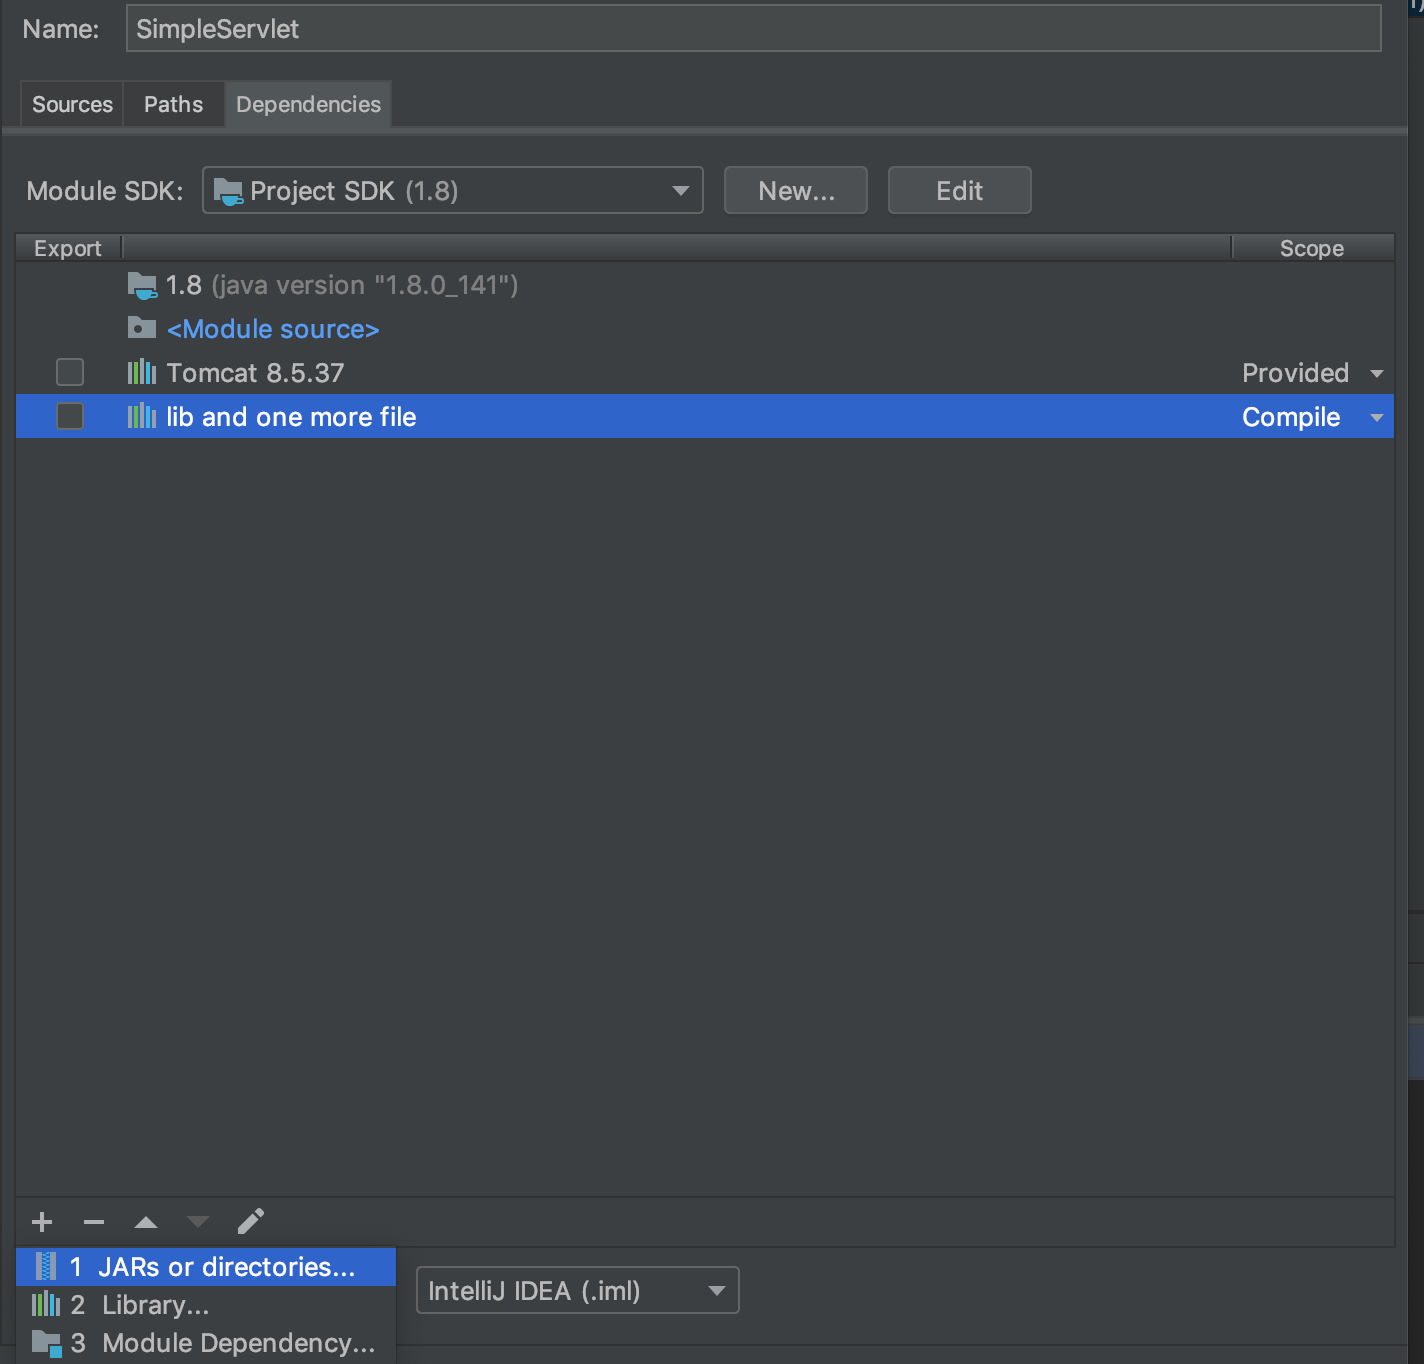 Name: SimpleServlet
Sources Paths Dependencies
Module SDK: Project SDK (1.8) New... Edit
Export Scope
1.8 (java version "1.8.0_141")
<Module source>
Tomcat 8.5.37 Provided
lib and one more file Compile
1 JARs or directories...
IntelliJ IDEA (.iml)
2 Library...
3 Module Dependency...